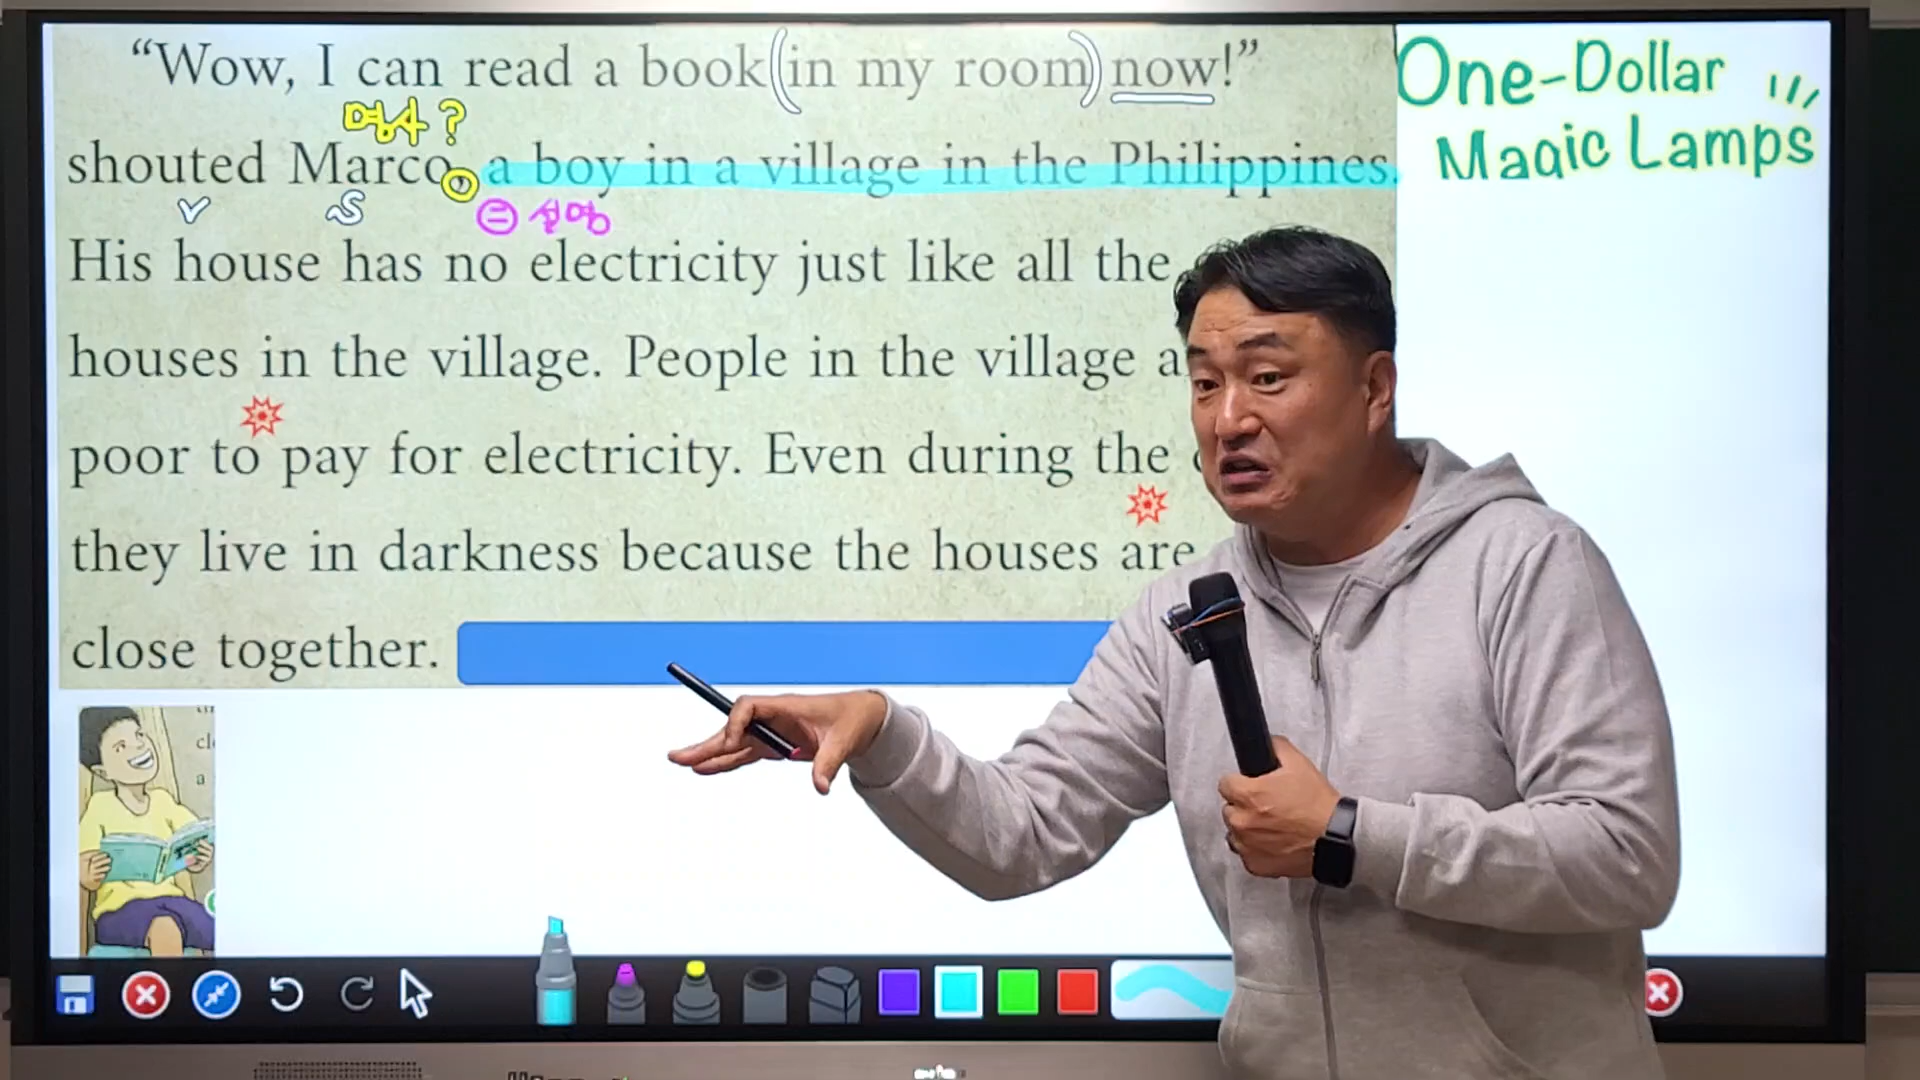 “Wow, I can read a book (in my room) now!”
명사?
shouted Marco, a boy in a village in the Philippines.
V S = 설명
His house has no electricity just like all the
houses in the village. People in the village a
poor to pay for electricity. Even during the
they live in darkness because the houses are
close together.
One-Dollar
Magic Lamps